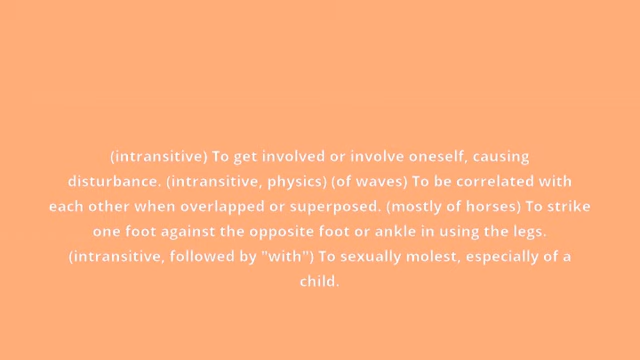 (intransitive) To get involved or involve oneself, causing
disturbance. (intransitive, physics) (of waves) To be correlated with
each other when overlapped or superposed. (mostly of horses) To strike
one foot against the opposite foot or ankle in using the legs.
(intransitive, followed by "with") To sexually molest, especially of a
child.